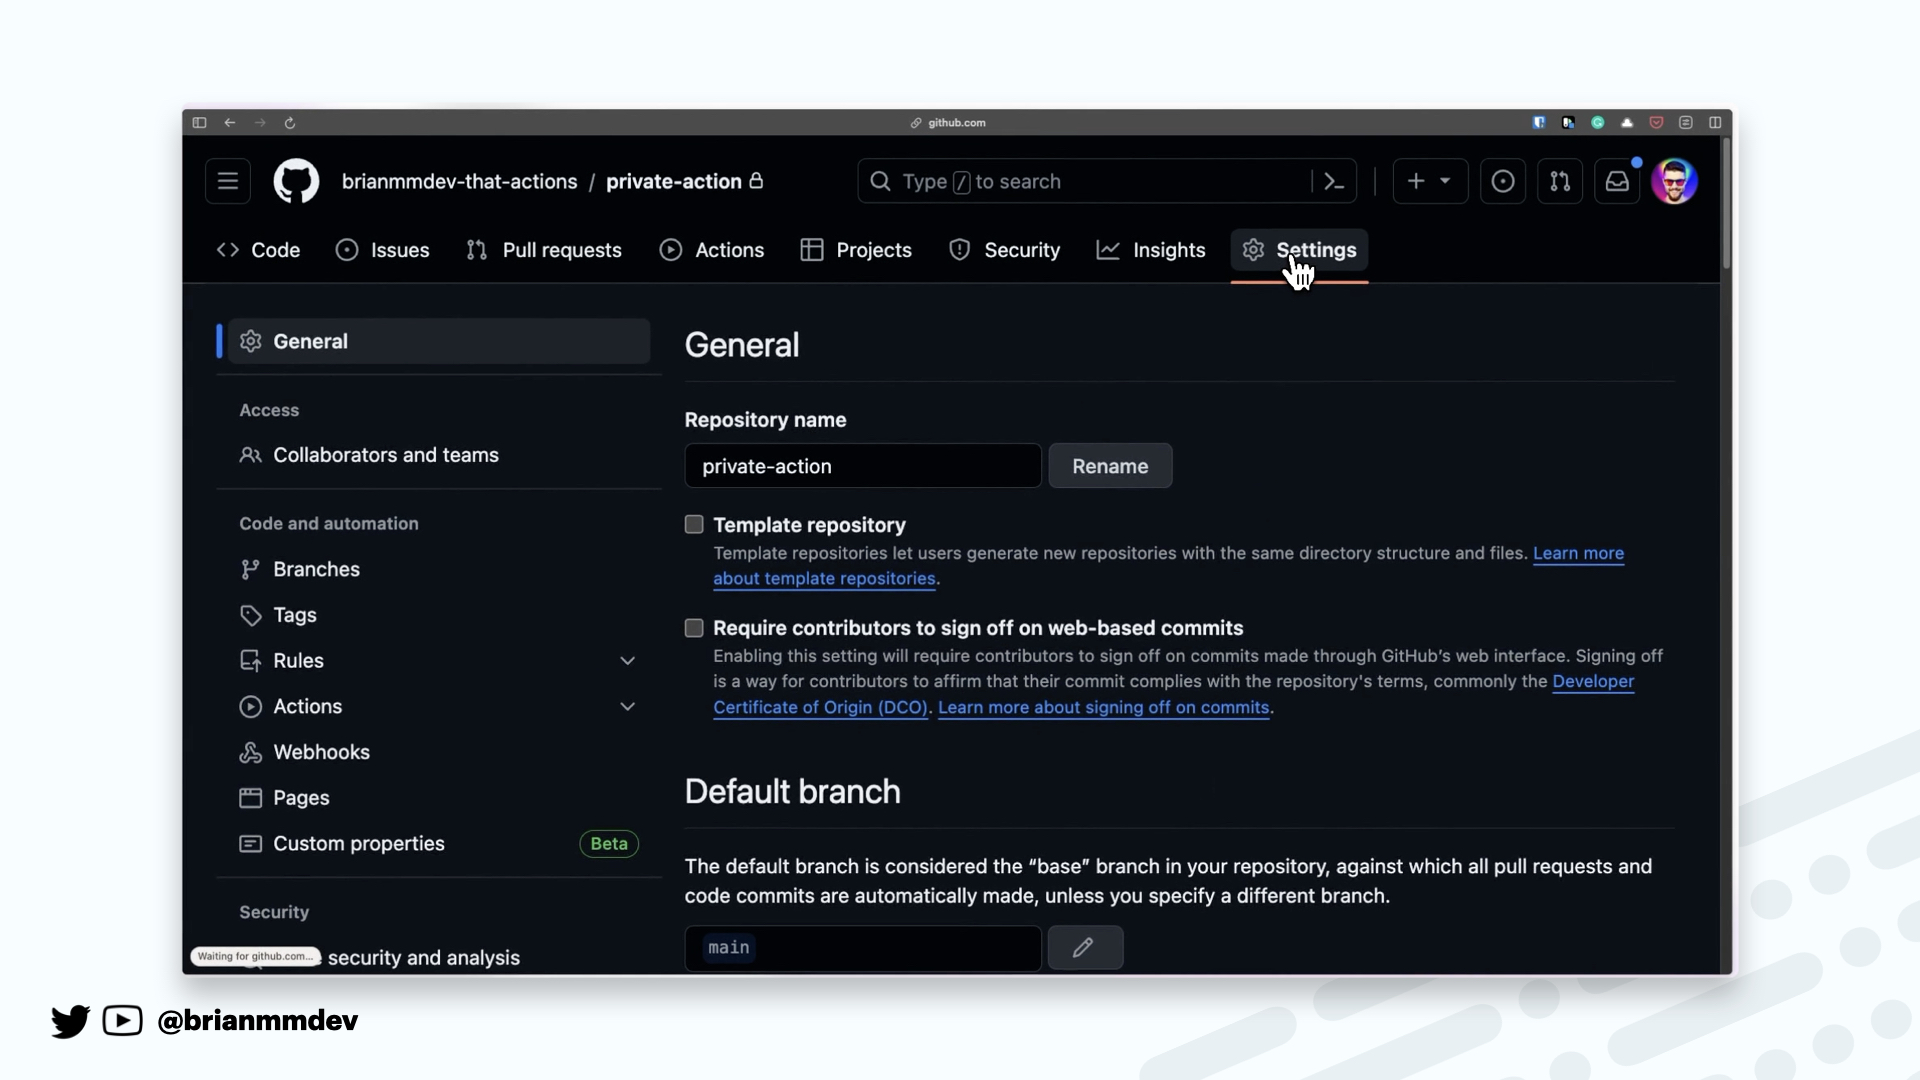 github.com
brianmmdev-that-actions / private-action
Type / to search
Code Issues Pull requests Actions Projects Security Insights Settings
General
Access
Collaborators and teams
Code and automation
Branches
Tags
Rules
Actions
Webhooks
Pages
Custom properties Beta
Security
security and analysis
Waiting for github.com...
General
Repository name
private-action Rename
Template repository
Template repositories let users generate new repositories with the same directory structure and files. Learn more
about template repositories.
Require contributors to sign off on web-based commits
Enabling this setting will require contributors to sign off on commits made through GitHub's web interface. Signing off
is a way for contributors to affirm that their commit complies with the repository's terms, commonly the Developer
Certificate of Origin (DCO). Learn more about signing off on commits.
Default branch
The default branch is considered the “base” branch in your repository, against which all pull requests and
code commits are automatically made, unless you specify a different branch.
main
@brianmmdev